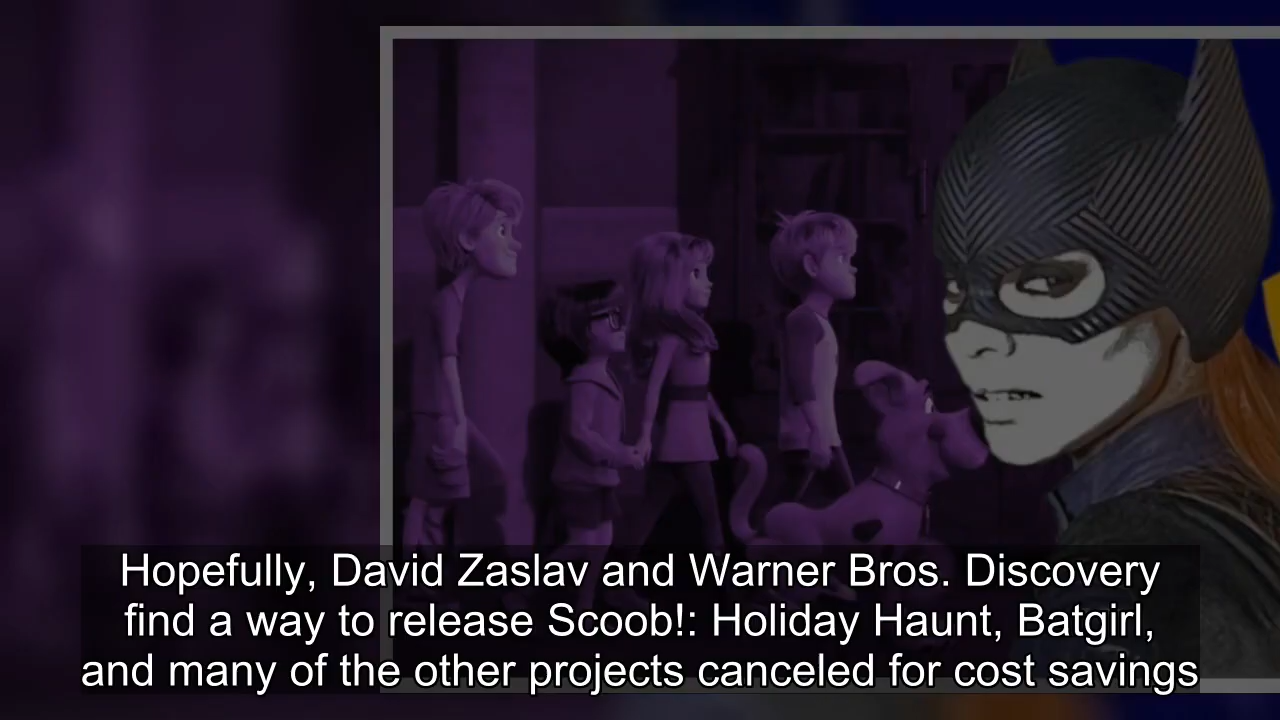 Hopefully, David Zaslav and Warner Bros. Discovery
find a way to release Scoob!: Holiday Haunt, Batgirl,
and many of the other projects canceled for cost savings